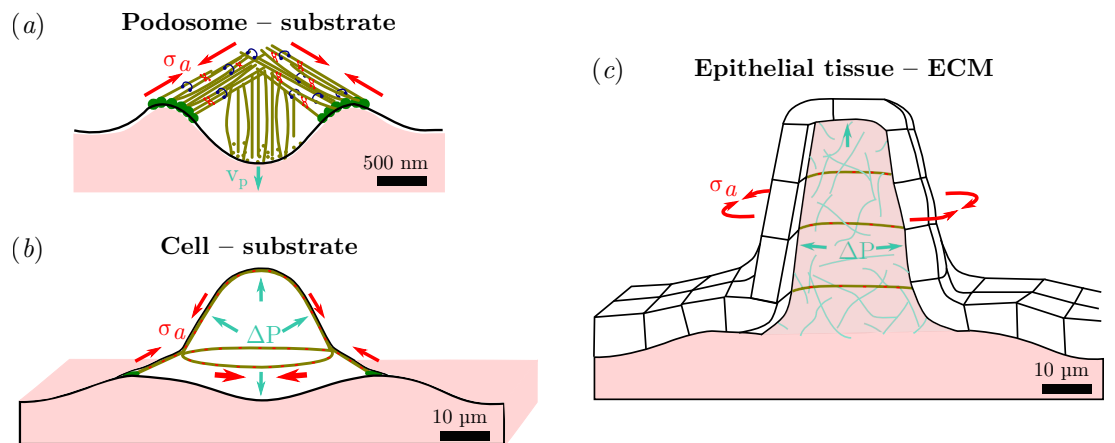 (a)
Podosome – substrate
σa
vp
500 nm
(b)
Cell – substrate
σa
ΔP
10 µm
(c)
Epithelial tissue – ECM
σa
ΔP
10 µm